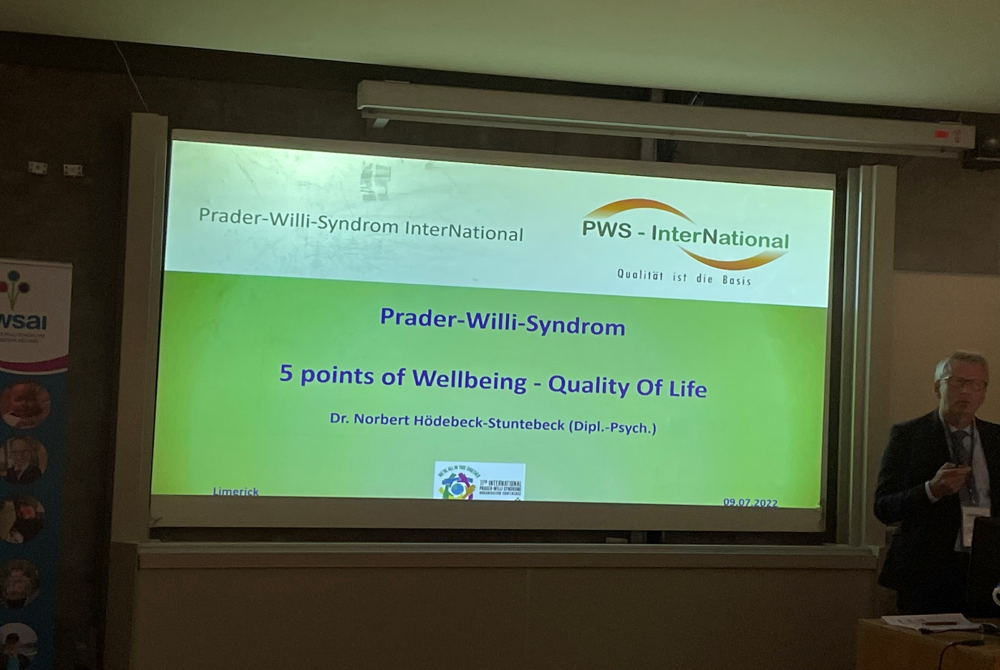 Prader-Willi-Syndrom InterNational
PWS - InterNational
Qualität ist die Basis
Prader-Willi-Syndrom
5 points of Wellbeing - Quality Of Life
Dr. Norbert Hödebeck-Stuntebeck (Dipl.-Psych.)
WE'RE ALL IN THIS TOGETHER
11TH INTERNATIONAL
PRADER-WILLI SYNDROME
ORGANISATION CONFERENCE
Limerick
09.07.2022
wsai